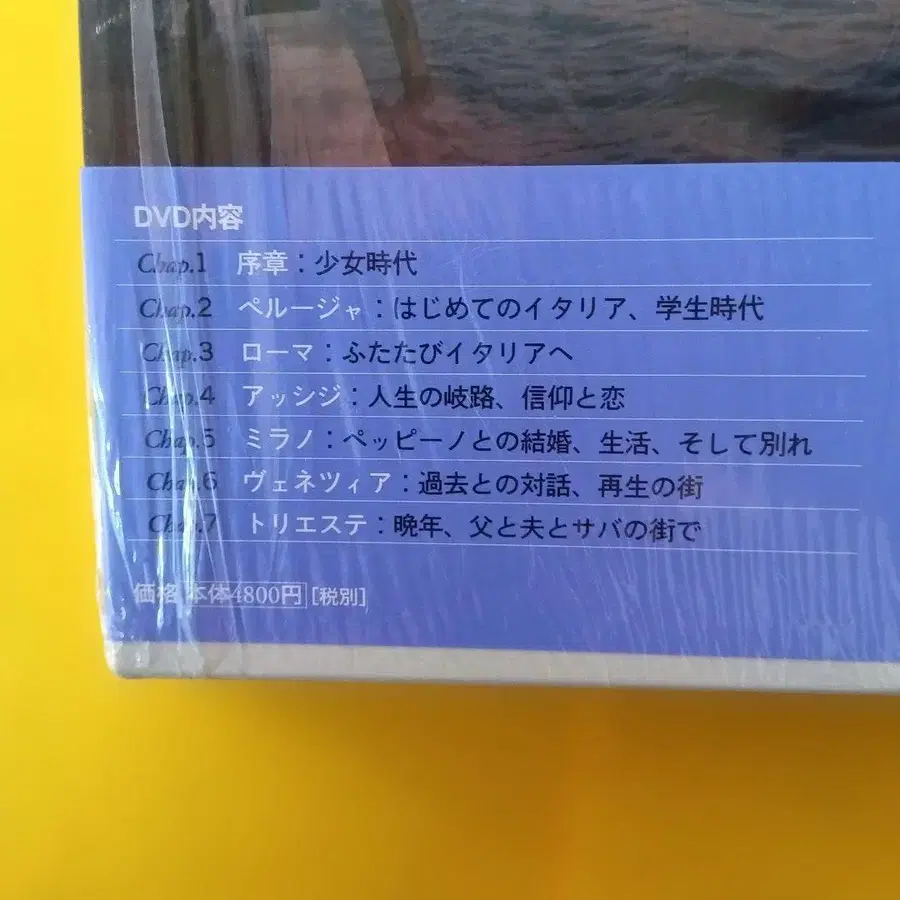 DVD内容
Chap.1 序章：少女時代
Chap.2 ペルージャ：はじめてのイタリア、学生時代
Chap.3 ローマ：ふたたびイタリアへ
Chap.4 アッシジ：人生の岐路、信仰と恋
Chap.5 ミラノ：ペッピーノとの結婚、生活、そして別れ
Chap.6 ヴェネツィア：過去との対話、再生の街
Chap.7 トリエステ：晩年、父と夫とサバの街で
価格 本体4800円[税別]